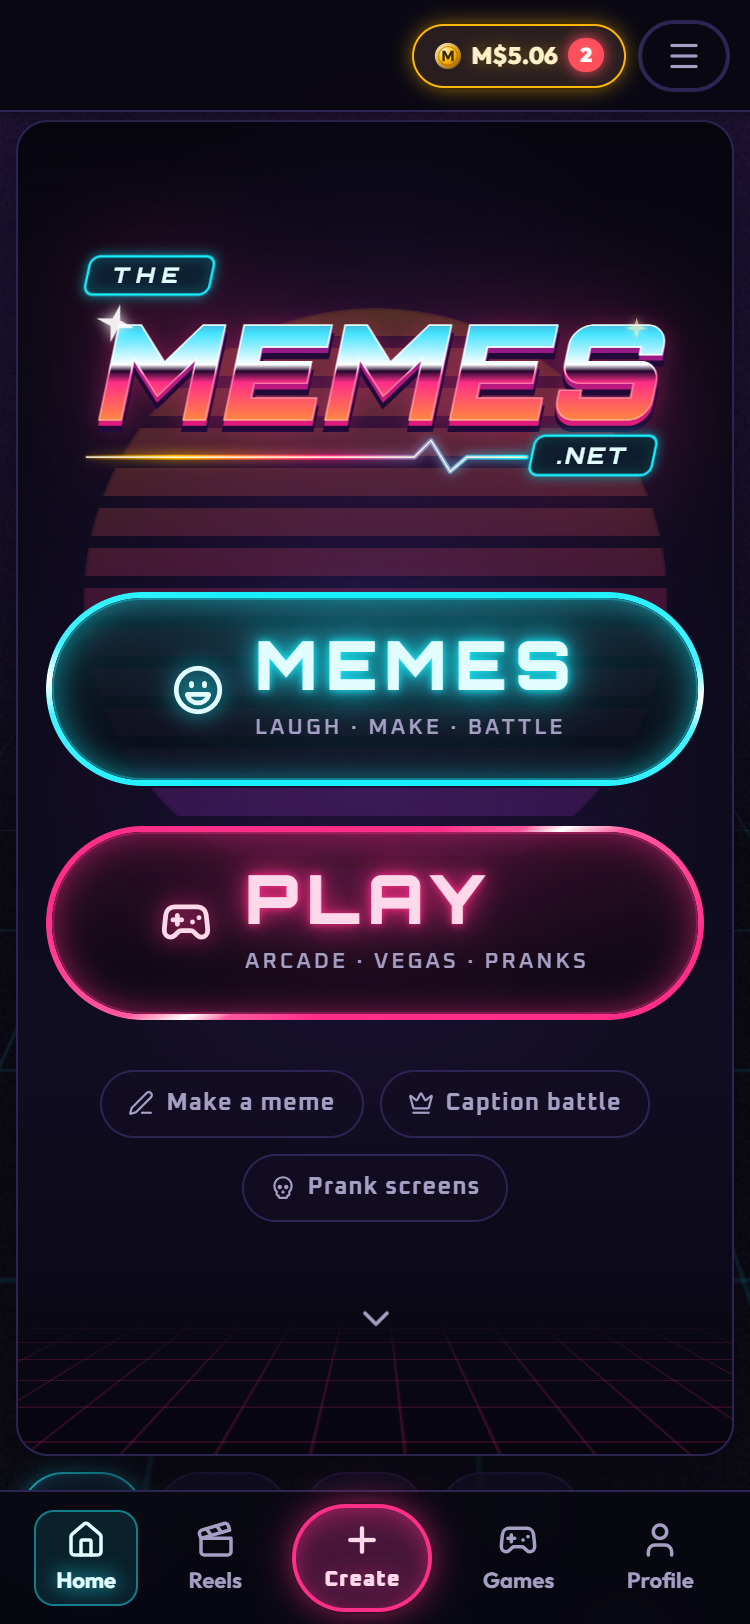 M$5.06 2
THE
MEMES
.NET
MEMES
LAUGH · MAKE · BATTLE
PLAY
ARCADE · VEGAS · PRANKS
Make a meme
Caption battle
Prank screens
Home
Reels
Create
Games
Profile